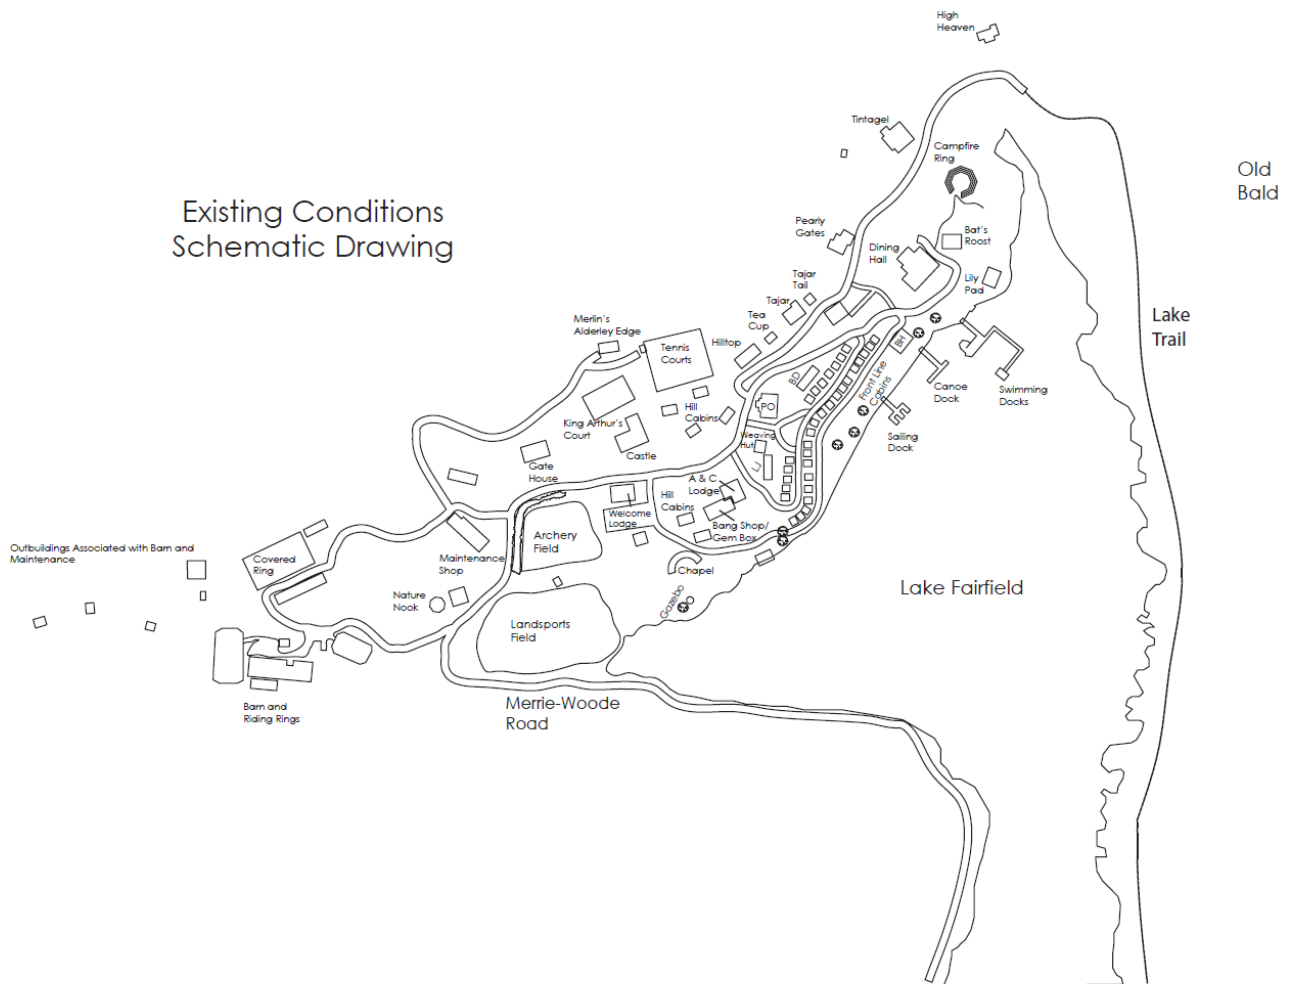 High
Heaven
Tintagel
Campfire
Ring
Old
Bald
Existing Conditions
Schematic Drawing
Pearly
Gates
Bat's
Roost
Dining
Hall
Tajar
Tail
Lily
Pad
Tajar
Tea
Cup
Merlin's
Alderley Edge
Lake
Trail
Hilltop
Tennis
Courts
BH
BD
Front Line
Cabins
Canoe
Dock
Swimming
Docks
PO
Hill
Cabins
King Arthur's
Court
Sailing
Dock
Weaving
Hut
Castle
Gate
House
LJ
A & C
Lodge
Hill
Cabins
Welcome
Lodge
Bang Shop/
Gem Box
Archery
Field
Outbuildings Associated with Barn and
Maintenance
Covered
Ring
Maintenance
Shop
Chapel
Lake Fairfield
Nature
Nook
Gazebo
Landsports
Field
Merrie-Woode
Road
Barn and
Riding Rings